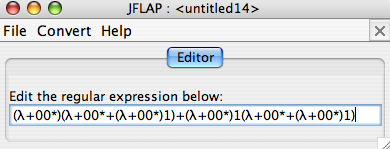 JFLAP : <untitled14>
File Convert Help
Editor
Edit the regular expression below:
(λ+00*)(λ+00*+(λ+00*)1)+(λ+00*)1(λ+00*+(λ+00*)1)